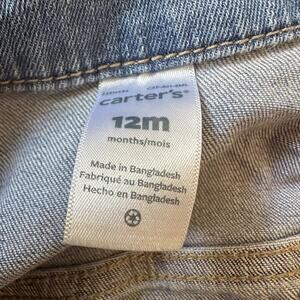 carter's
12m
months/mois
Made in Bangladesh
Fabriqué au Bangladesh
Hecho en Bangladesh